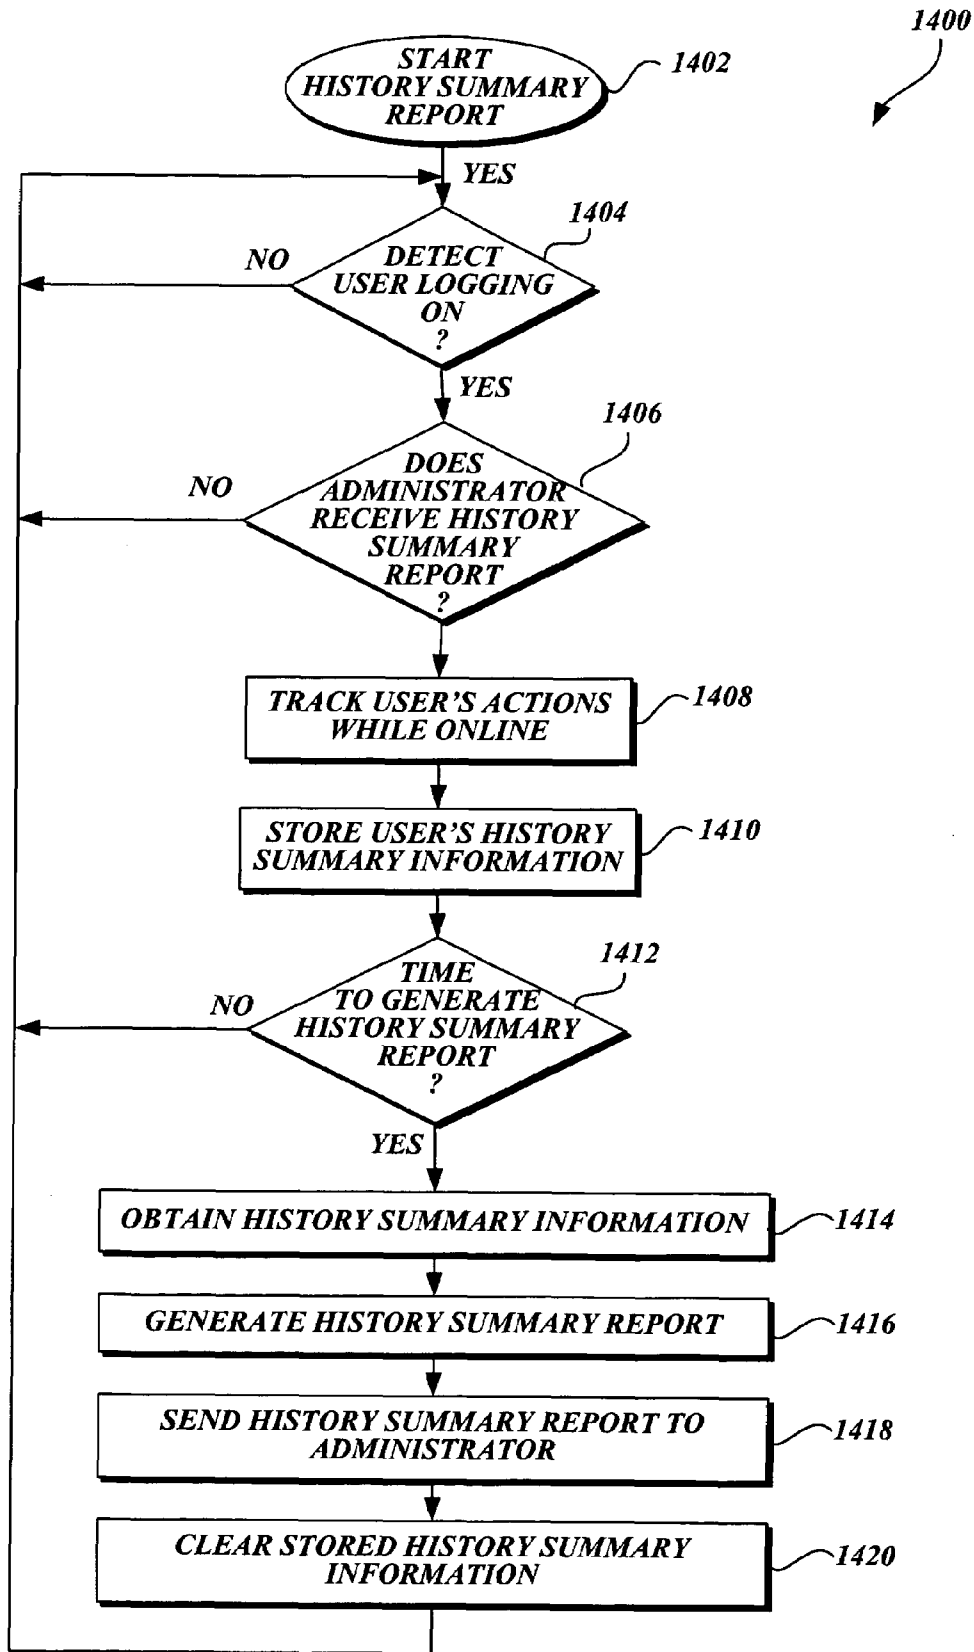 1400
START
HISTORY SUMMARY
REPORT
1402
YES
1404
DETECT
USER LOGGING
ON
?
NO
YES
1406
DOES
ADMINISTRATOR
RECEIVE HISTORY
SUMMARY
REPORT
?
NO
TRACK USER'S ACTIONS
WHILE ONLINE
1408
STORE USER'S HISTORY
SUMMARY INFORMATION
1410
1412
TIME
TO GENERATE
HISTORY SUMMARY
REPORT
?
NO
YES
OBTAIN HISTORY SUMMARY INFORMATION
1414
GENERATE HISTORY SUMMARY REPORT
1416
SEND HISTORY SUMMARY REPORT TO
ADMINISTRATOR
1418
CLEAR STORED HISTORY SUMMARY
INFORMATION
1420